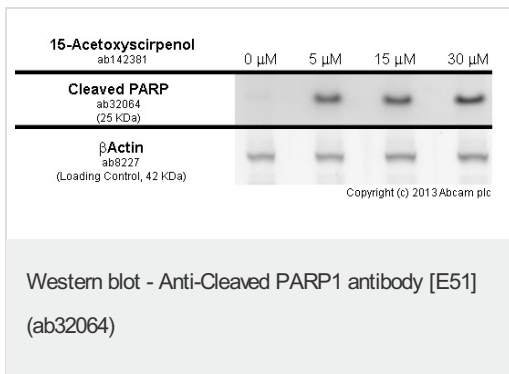 15-Acetoxyscirpenol
ab142381
0 μM 5 μM 15 μM 30 μM
Cleaved PARP
ab32064
(25 KDa)
βActin
ab8227
(Loading Control, 42 KDa)
Copyright (c) 2013 Abcam plc
Western blot - Anti-Cleaved PARP1 antibody [E51]
(ab32064)